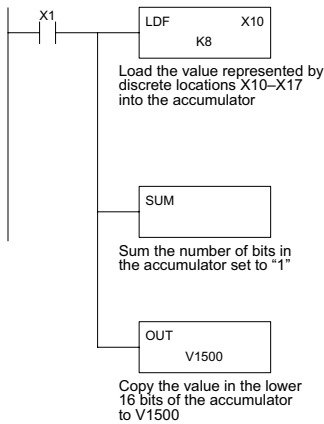 X1
LDF X10
K8
Load the value represented by
discrete locations X10–X17
into the accumulator
SUM
Sum the number of bits in
the accumulator set to “1”
OUT
V1500
Copy the value in the lower
16 bits of the accumulator
to V1500